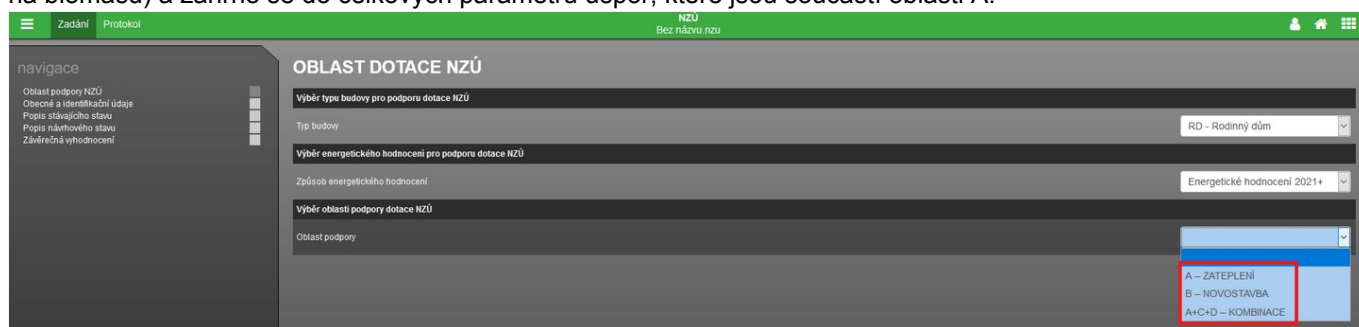 na biomasu) a zahrne se do celkových parametrů úspor, které jsou součástí oblasti A.
Zadání Protokol
NZÚ
Bez názvu.nzu
navigace
Oblast podpory NZÚ
Obecné a identifikační údaje
Popis stávajícího stavu
Popis návrhového stavu
Závěrečná vyhodnocení
OBLAST DOTACE NZÚ
Výběr typu budovy pro podporu dotace NZÚ
Typ budovy
RD - Rodinný dům
Výběr energetického hodnocení pro podporu dotace NZÚ
Způsob energetického hodnocení
Energetické hodnocení 2021+
Výběr oblasti podpory dotace NZÚ
Oblast podpory
A – ZATEPLENÍ
B – NOVOSTAVBA
A+C+D – KOMBINACE